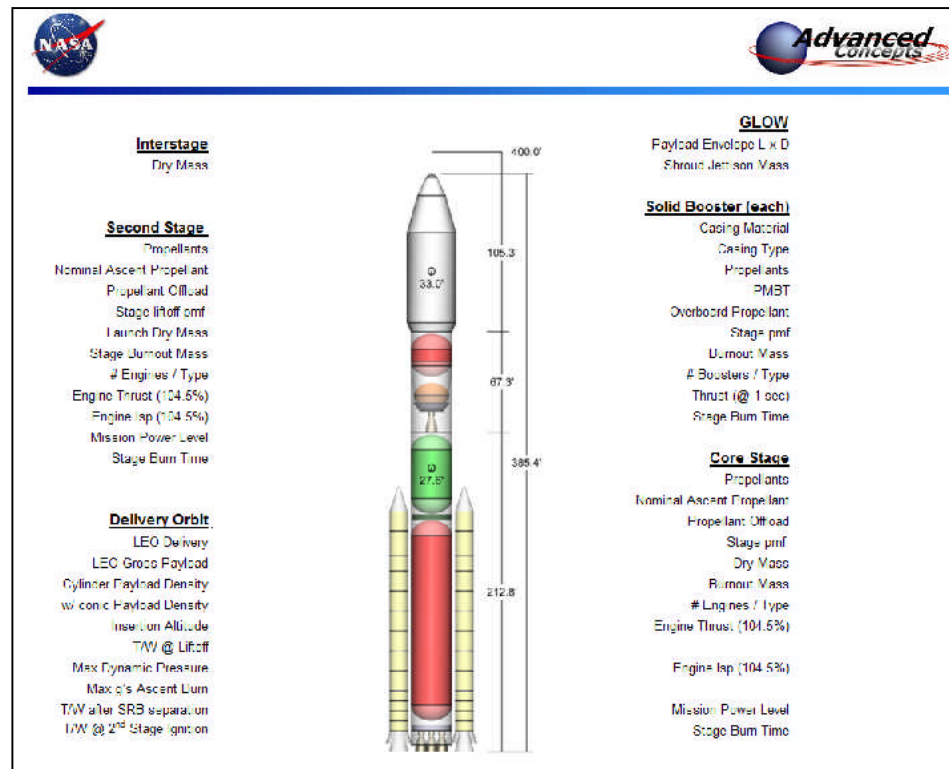 NASA
Advanced
Concepts
Interstage
Dry Mass
Second Stage
Propellants
Nominal Ascent Propellant
Propellant Offload
Stage liftoff pmf
Launch Dry Mass
Stage Burnout Mass
# Engines / Type
Engine Thrust (104.5%)
Engine Isp (104.5%)
Mission Power Level
Stage Burn Time
Delivery Orbit
LEO Delivery
LEO Gross Payload
Cylinder Payload Density
w/ conic Payload Density
Insertion Altitude
T/W @ Liftoff
Max Dynamic Pressure
Max g's Ascent Burn
T/W after SRB separation
T/W @ 2nd Stage Ignition
400.0'
105.3'
33.0'
67.3'
385.4'
27.6'
212.8'
GLOW
Payload Envelope L x D
Shroud Jettison Mass
Solid Booster (each)
Casing Material
Casing Type
Propellants
PMBT
Overboard Propellant
Stage pmf
Burnout Mass
# Boosters / Type
Thrust (@ 1 sec)
Stage Burn Time
Core Stage
Propellants
Nominal Ascent Propellant
Propellant Offload
Stage pmf
Dry Mass
Burnout Mass
# Engines / Type
Engine Thrust (104.5%)
Engine Isp (104.5%)
Mission Power Level
Stage Burn Time